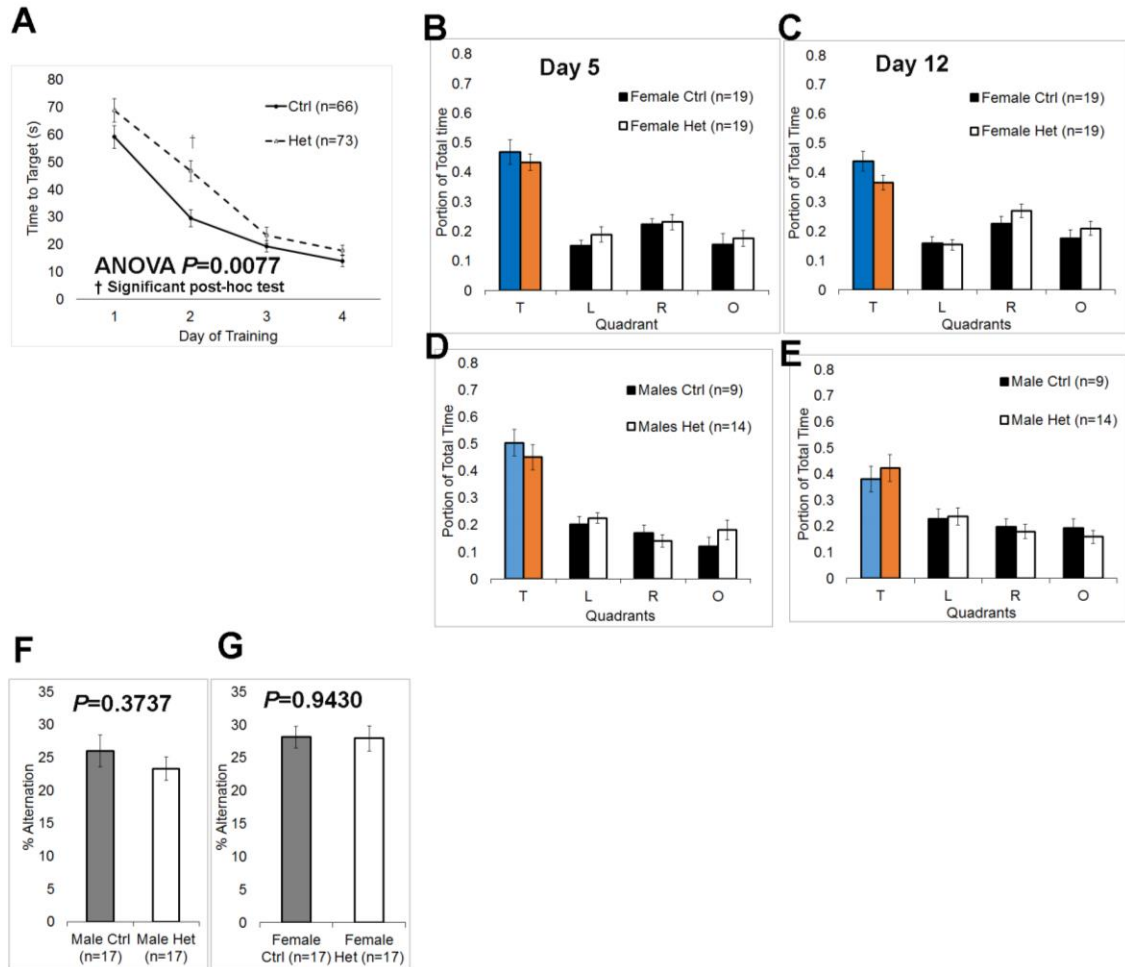 A
80
70
60
50
40
30
20
10
0
Time to Target (s)
Ctrl (n=66)
Het (n=73)
†
ANOVA P=0.0077
† Significant post-hoc test
1 2 3 4
Day of Training
B
0.8
0.7
0.6
0.5
0.4
0.3
0.2
0.1
0
Portion of Total time
Day 5
Female Ctrl (n=19)
Female Het (n=19)
T L R O
Quadrant
C
0.8
0.7
0.6
0.5
0.4
0.3
0.2
0.1
0
Portion of Total Time
Day 12
Female Ctrl (n=19)
Female Het (n=19)
T L R O
Quadrants
D
0.8
0.7
0.6
0.5
0.4
0.3
0.2
0.1
0
Portion of Total Time
Males Ctrl (n=9)
Males Het (n=14)
T L R O
Quadrants
E
0.8
0.7
0.6
0.5
0.4
0.3
0.2
0.1
0
Portion of Total Time
Male Ctrl (n=9)
Male Het (n=14)
T L R O
Quadrants
F
35
30
25
20
15
10
5
0
% Alternation
P=0.3737
Male Ctrl Male Het
(n=17) (n=17)
G
35
30
25
20
15
10
5
0
% Alternation
P=0.9430
Female Female
Ctrl (n=17) Het (n=17)